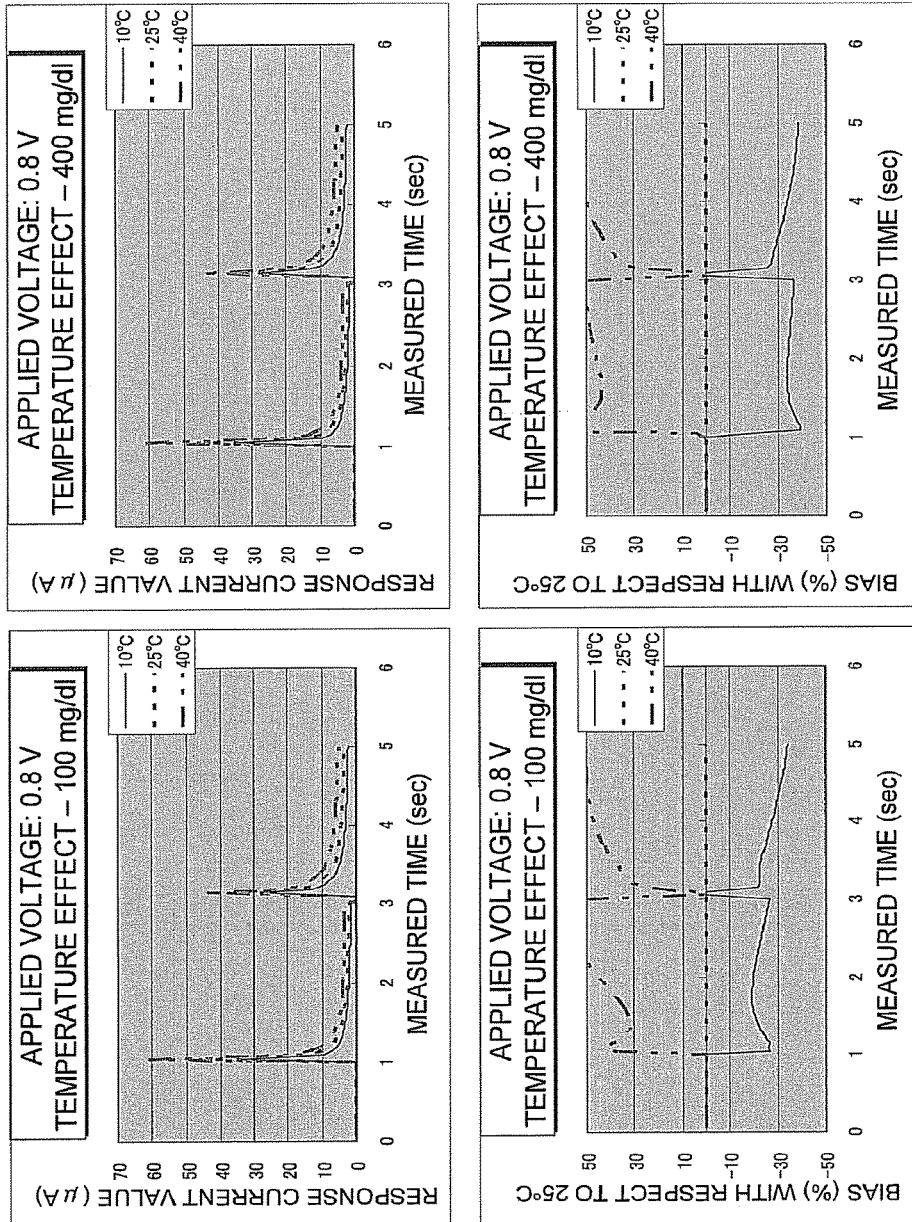 APPLIED VOLTAGE: 0.8 V
TEMPERATURE EFFECT – 100 mg/dl
10°C
25°C
40°C
RESPONSE CURRENT VALUE (μA)
70
60
50
40
30
20
10
0
0
1
2
3
4
5
6
MEASURED TIME (sec)
APPLIED VOLTAGE: 0.8 V
TEMPERATURE EFFECT – 400 mg/dl
10°C
25°C
40°C
RESPONSE CURRENT VALUE (μA)
70
60
50
40
30
20
10
0
0
1
2
3
4
5
6
MEASURED TIME (sec)
APPLIED VOLTAGE: 0.8 V
TEMPERATURE EFFECT – 100 mg/dl
10°C
25°C
40°C
BIAS (%) WITH RESPECT TO 25°C
50
30
10
-10
-30
-50
0
1
2
3
4
5
6
MEASURED TIME (sec)
APPLIED VOLTAGE: 0.8 V
TEMPERATURE EFFECT – 400 mg/dl
10°C
25°C
40°C
BIAS (%) WITH RESPECT TO 25°C
50
30
10
-10
-30
-50
0
1
2
3
4
5
6
MEASURED TIME (sec)